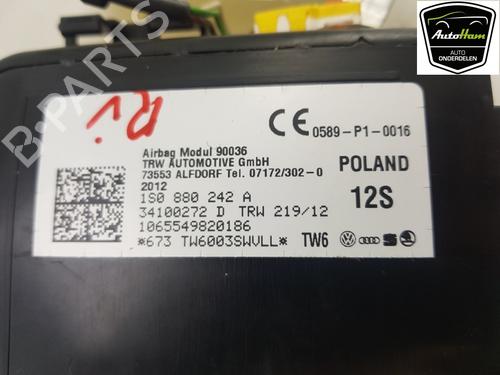 AutoHam
AUTO
ONDERDELEN
B-PARTS
Ri
CE 0589-P1-0016
Airbag Modul 90036
TRW AUTOMOTIVE GmbH
73553 ALFDORF Tel. 07172/302-0
2012
POLAND
1S0 880 242 A
12S
34100272 D TRW 219/12
1065549820186
*673 TW6003SWVLL*
TW6